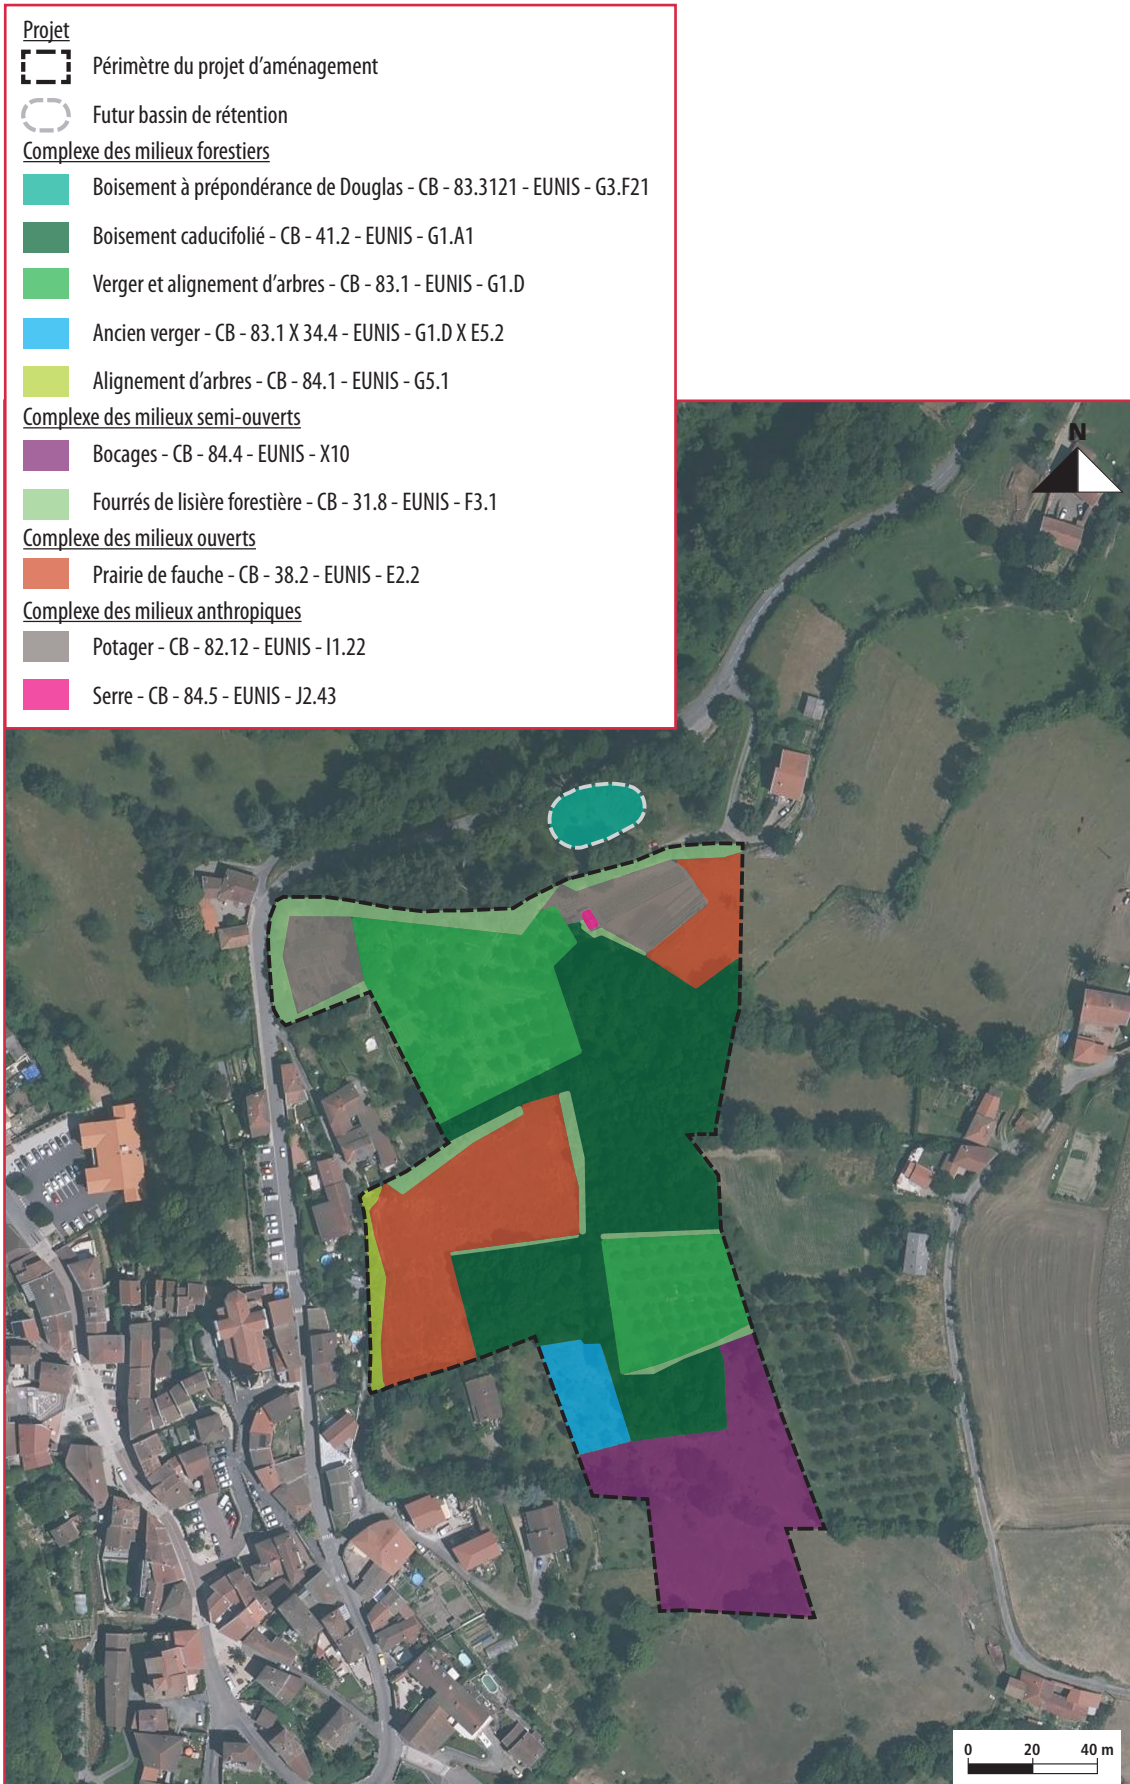 Projet
Périmètre du projet d'aménagement
Futur bassin de rétention
Complexe des milieux forestiers
Boisement à prépondérance de Douglas - CB - 83.3121 - EUNIS - G3.F21
Boisement caducifolié - CB - 41.2 - EUNIS - G1.A1
Verger et alignement d'arbres - CB - 83.1 - EUNIS - G1.D
Ancien verger - CB - 83.1 X 34.4 - EUNIS - G1.D X E5.2
Alignement d'arbres - CB - 84.1 - EUNIS - G5.1
Complexe des milieux semi-ouverts
Bocages - CB - 84.4 - EUNIS - X10
Fourrés de lisière forestière - CB - 31.8 - EUNIS - F3.1
Complexe des milieux ouverts
Prairie de fauche - CB - 38.2 - EUNIS - E2.2
Complexe des milieux anthropiques
Potager - CB - 82.12 - EUNIS - I1.22
Serre - CB - 84.5 - EUNIS - J2.43
N
0 20 40 m